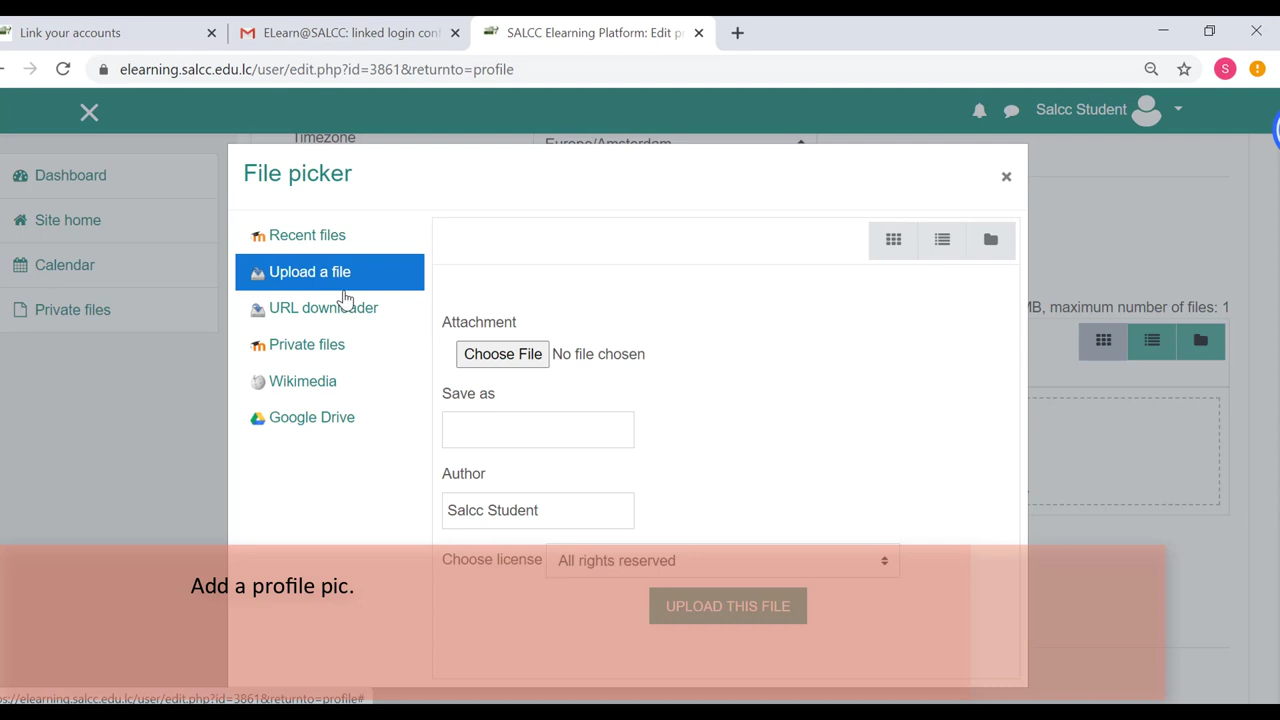 Link your accounts
ELearn@SALCC: linked login con
SALCC Elearning Platform: Edit p
elearning.salcc.edu.lc/user/edit.php?id=3861&returnto=profile
S
Salcc Student
Timezone
Europe/Amsterdam
File picker
Dashboard
Site home
Calendar
Private files
Recent files
Upload a file
URL downloader
Private files
Wikimedia
Google Drive
MB, maximum number of files: 1
Attachment
Choose File No file chosen
Save as
Author
Salcc Student
Choose license All rights reserved
UPLOAD THIS FILE
Add a profile pic.
ps://elearning.salcc.edu.lc/user/edit.php?id=3861&returnto=profile#